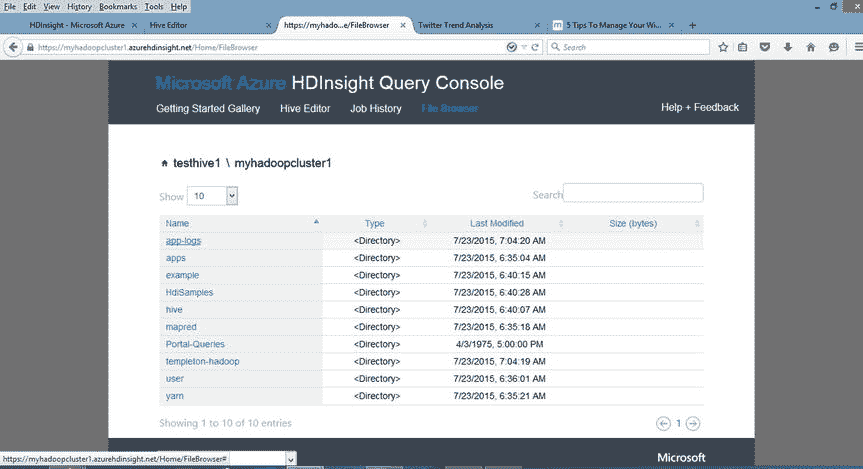 File Edit View History Bookmarks Tools Help
HDInsight - Microsoft Azure Hive Editor https://myhado...e/FileBrowser Twitter Trend Analysis 5 Tips To Manage Your Wi...
https://myhadoopcluster1.azurehdinsight.net/Home/FileBrowser Search
Microsoft Azure HDInsight Query Console
Getting Started Gallery Hive Editor Job History File Browser Help + Feedback
testhive1 \ myhadoopcluster1
Show 10 Search
Name Type Last Modified Size (bytes)
app-logs <Directory> 7/23/2015, 7:04:20 AM
apps <Directory> 7/23/2015, 6:35:04 AM
example <Directory> 7/23/2015, 6:40:15 AM
HdiSamples <Directory> 7/23/2015, 6:40:28 AM
hive <Directory> 7/23/2015, 6:40:07 AM
mapred <Directory> 7/23/2015, 6:35:18 AM
Portal-Queries <Directory> 4/3/1975, 5:00:00 PM
templeton-hadoop <Directory> 7/23/2015, 7:04:19 AM
user <Directory> 7/23/2015, 6:36:01 AM
yarn <Directory> 7/23/2015, 6:35:21 AM
Showing 1 to 10 of 10 entries 1
https://myhadoopcluster1.azurehdinsight.net/Home/FileBrowser# Microsoft